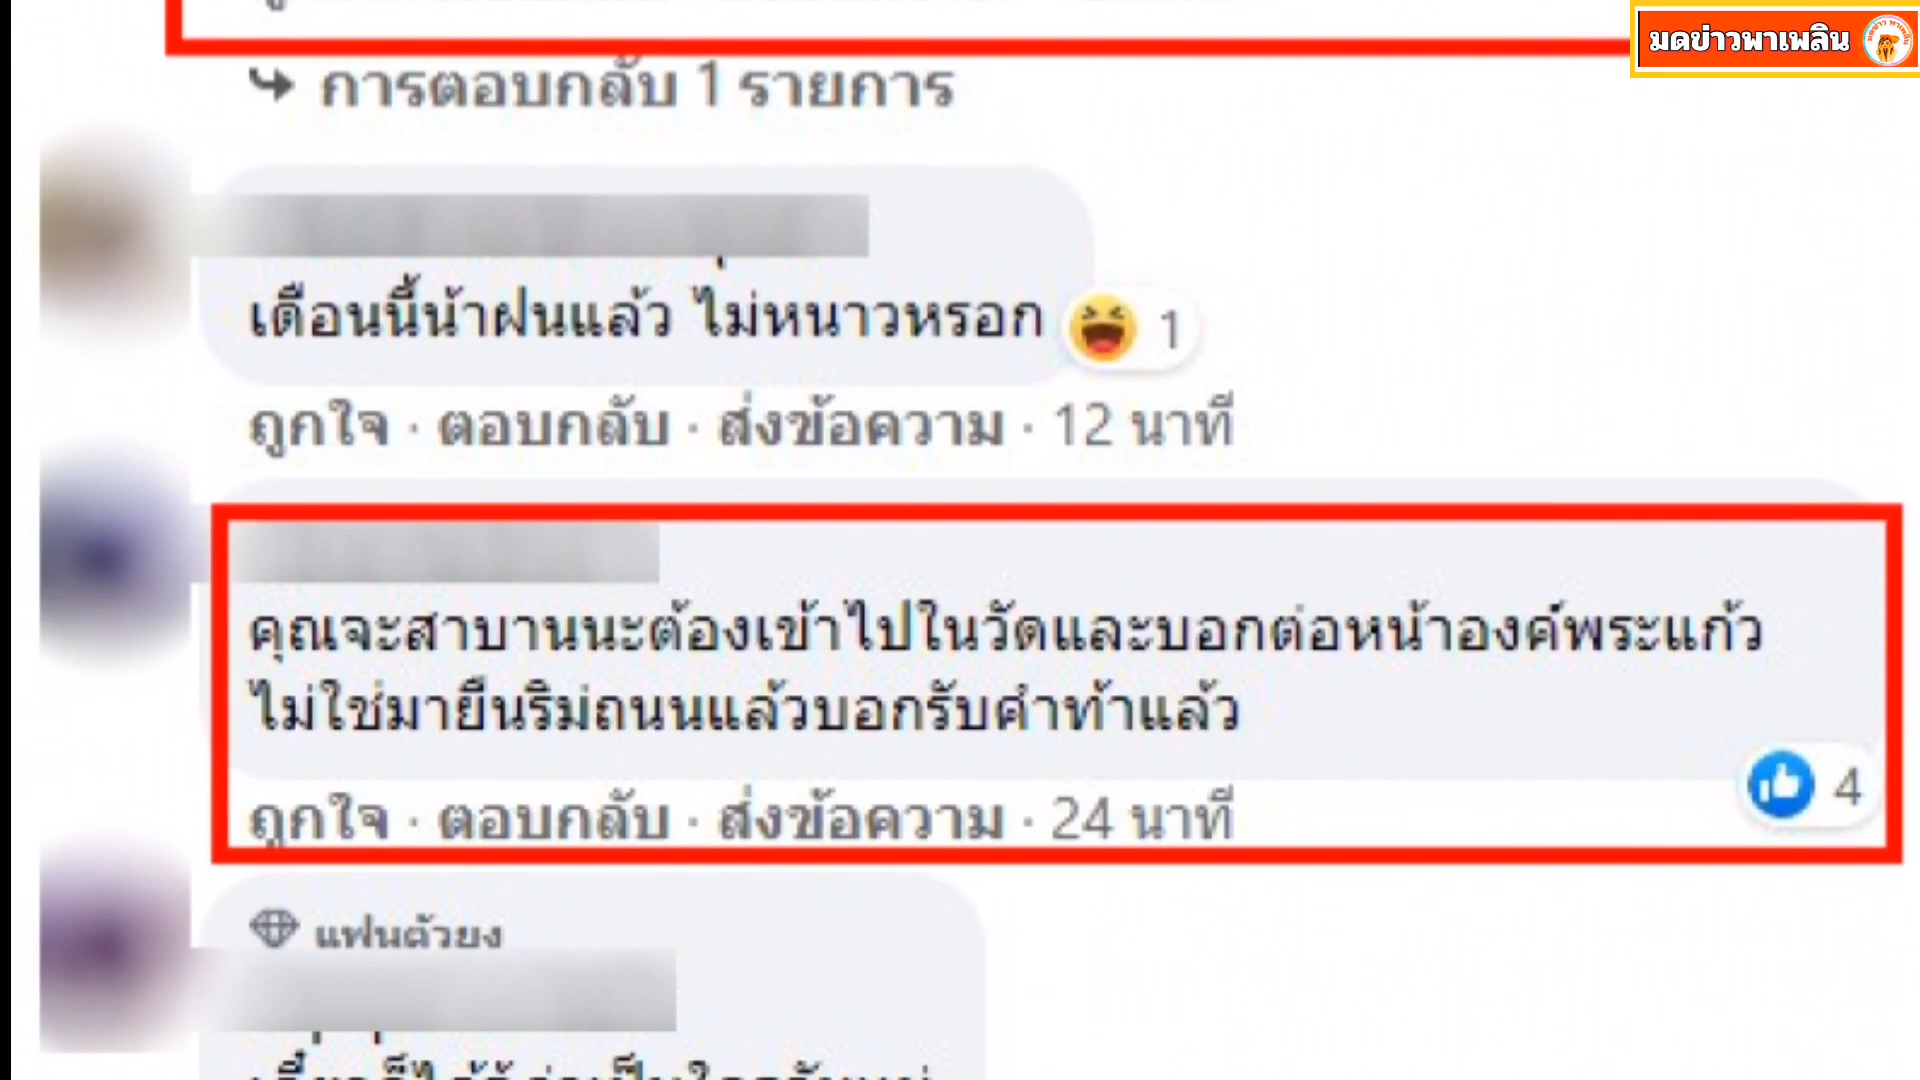 มดข่าวพาเพลิน
การตอบกลับ 1 รายการ
เดือนนี้น้าฝนแล้ว ไม่หนาวหรอก
1
ถูกใจ · ตอบกลับ · ส่งข้อความ · 12 นาที
คุณจะสาบานนะต้องเข้าไปในวัดและบอกต่อหน้าองค์พระแก้ว
ไม่ใช่มายืนริมถนนแล้วบอกรับคำท้าแล้ว
4
ถูกใจ · ตอบกลับ · ส่งข้อความ · 24 นาที
แฟนตัวยง